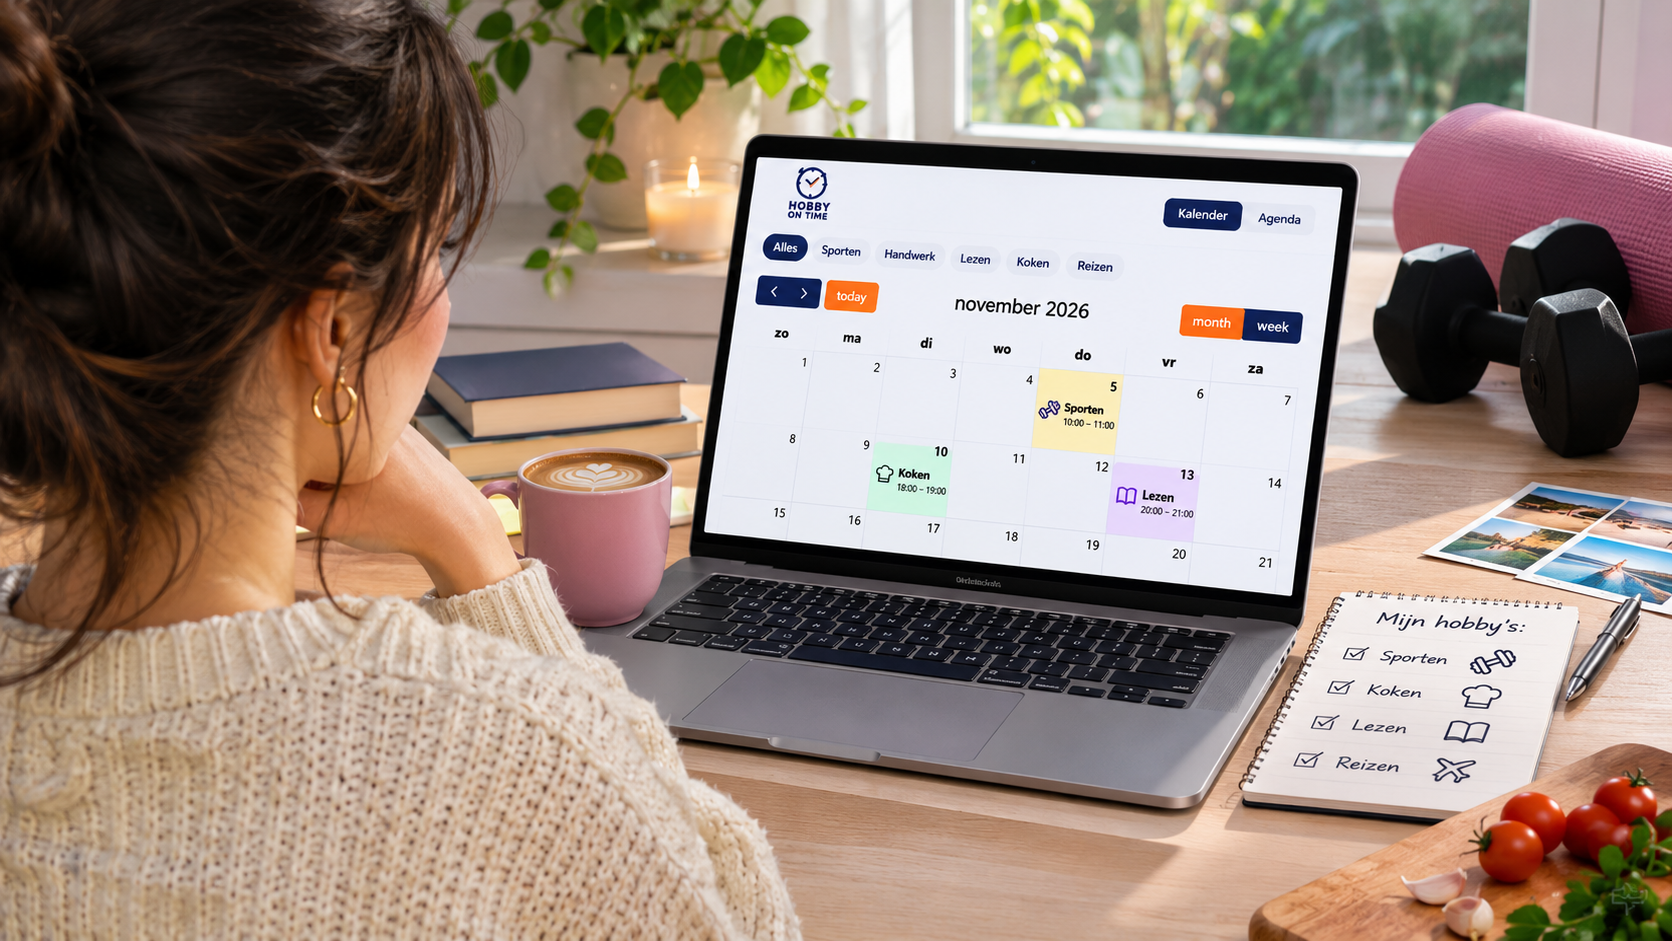 HOBBY
ON TIME
Kalender Agenda
Alles Sporten Handwerk Lezen Koken Reizen
today november 2026 month week
zo ma di wo do vr za
1 2 3 4 5 6 7
Sporten
10:00 – 11:00
8 9 10 11 12 13 14
Koken
18:00 – 19:00
Lezen
20:00 – 21:00
15 16 17 18 19 20 21
Mijn hobby's:
Sporten
Koken
Lezen
Reizen